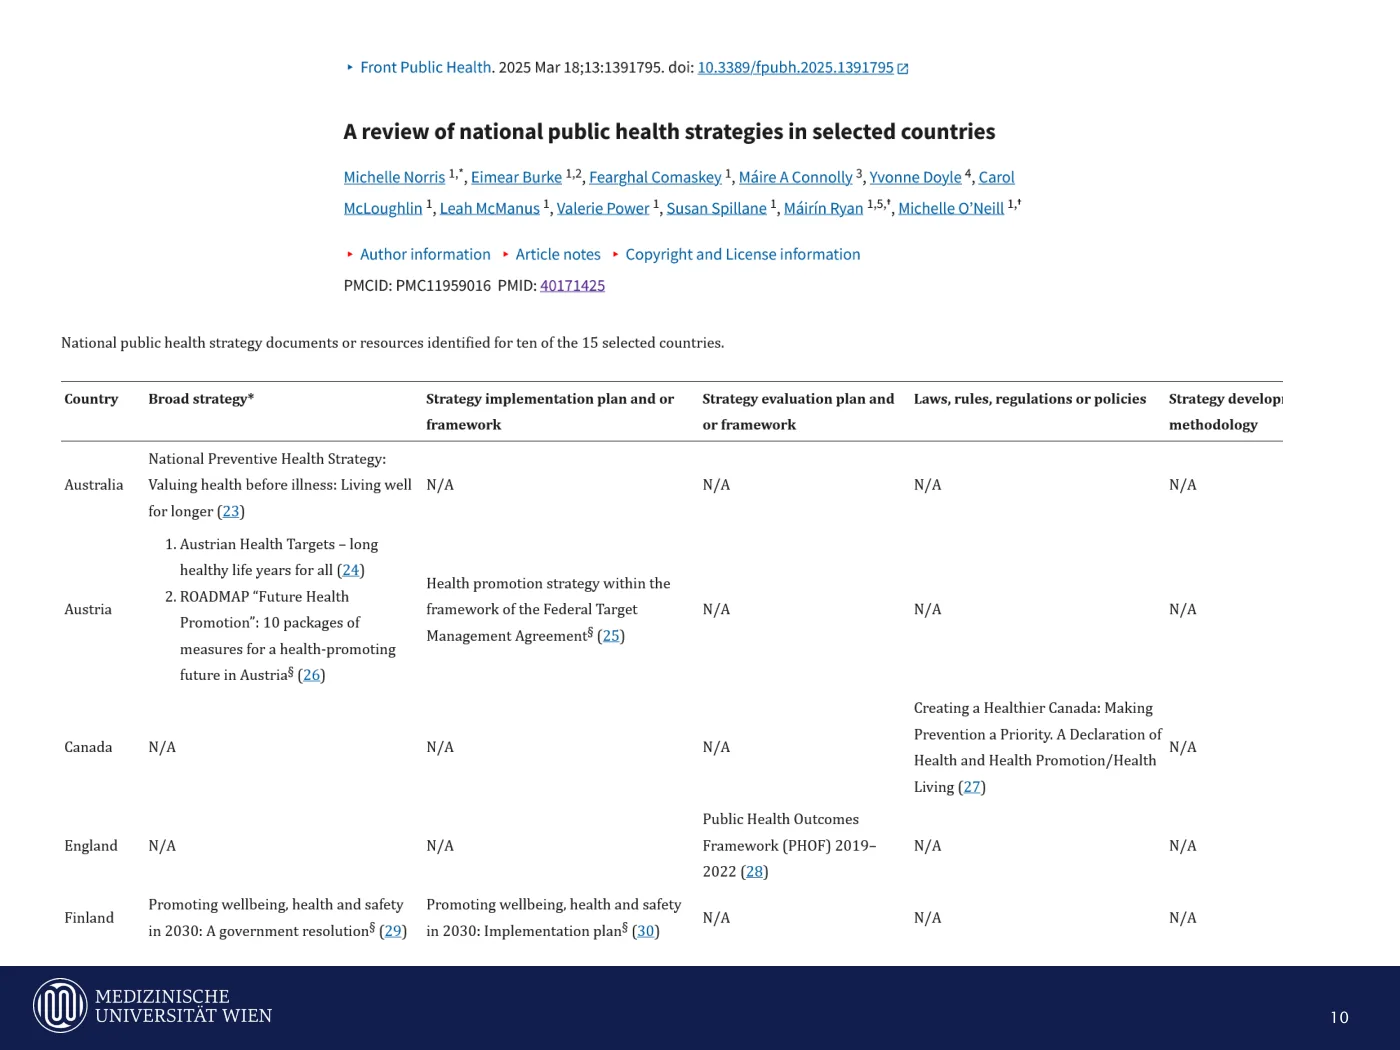 ‣ Front Public Health. 2025 Mar 18;13:1391795. doi: 10.3389/fpubh.2025.1391795
A review of national public health strategies in selected countries
Michelle Norris 1,*, Eimear Burke 1,2, Fearghal Comaskey 1, Máire A Connolly 3, Yvonne Doyle 4, Carol
McLoughlin 1, Leah McManus 1, Valerie Power 1, Susan Spillane 1, Máirín Ryan 1,5,†, Michelle O’Neill 1,†
‣ Author information ‣ Article notes ‣ Copyright and License information
PMCID: PMC11959016 PMID: 40171425
National public health strategy documents or resources identified for ten of the 15 selected countries.
Country Broad strategy* Strategy implementation plan and or framework Strategy evaluation plan and or framework Laws, rules, regulations or policies Strategy develop methodology
Australia
National Preventive Health Strategy:
Valuing health before illness: Living well
for longer (23)
N/A
N/A
N/A
N/A
Austria
1. Austrian Health Targets – long
healthy life years for all (24)
2. ROADMAP “Future Health
Promotion”: 10 packages of
measures for a health-promoting
future in Austria§ (26)
Health promotion strategy within the
framework of the Federal Target
Management Agreement§ (25)
N/A
N/A
N/A
Canada
N/A
N/A
N/A
Creating a Healthier Canada: Making
Prevention a Priority. A Declaration of
Health and Health Promotion/Health
Living (27)
N/A
England
N/A
N/A
Public Health Outcomes
Framework (PHOF) 2019–
2022 (28)
N/A
N/A
Finland
Promoting wellbeing, health and safety
in 2030: A government resolution§ (29)
Promoting wellbeing, health and safety
in 2030: Implementation plan§ (30)
N/A
N/A
N/A
MEDIZINISCHE
UNIVERSITÄT WIEN
10